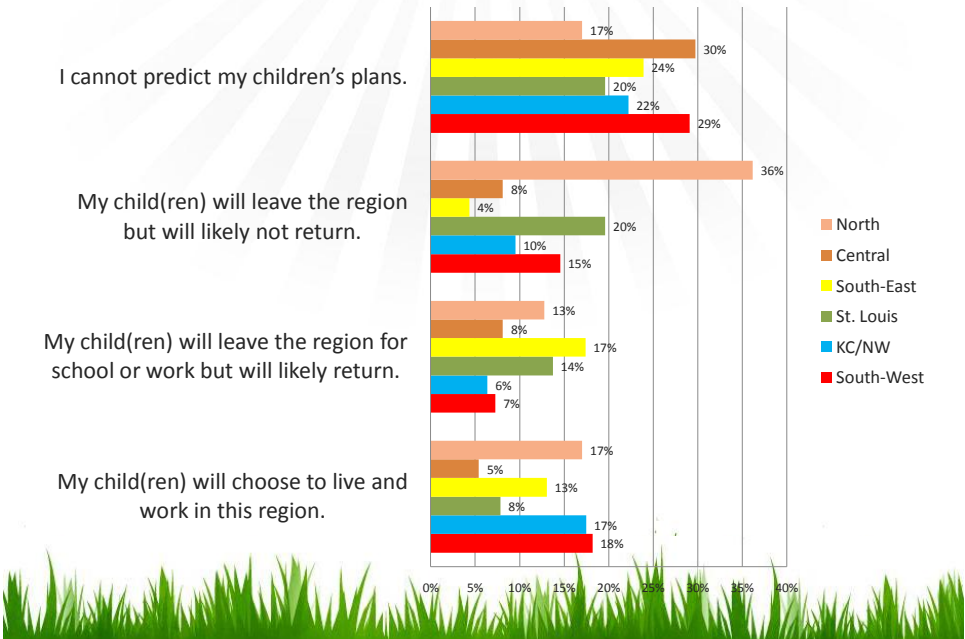 17%
30%
I cannot predict my children's plans.
24%
20%
22%
29%
36%
My child(ren) will leave the region
but will likely not return.
8%
4%
20%
10%
15%
North
Central
South-East
St. Louis
KC/NW
South-West
13%
My child(ren) will leave the region for
school or work but will likely return.
8%
17%
14%
6%
7%
17%
My child(ren) will choose to live and
work in this region.
5%
13%
8%
17%
18%
0% 5% 10% 15% 20% 25% 30% 35% 40%